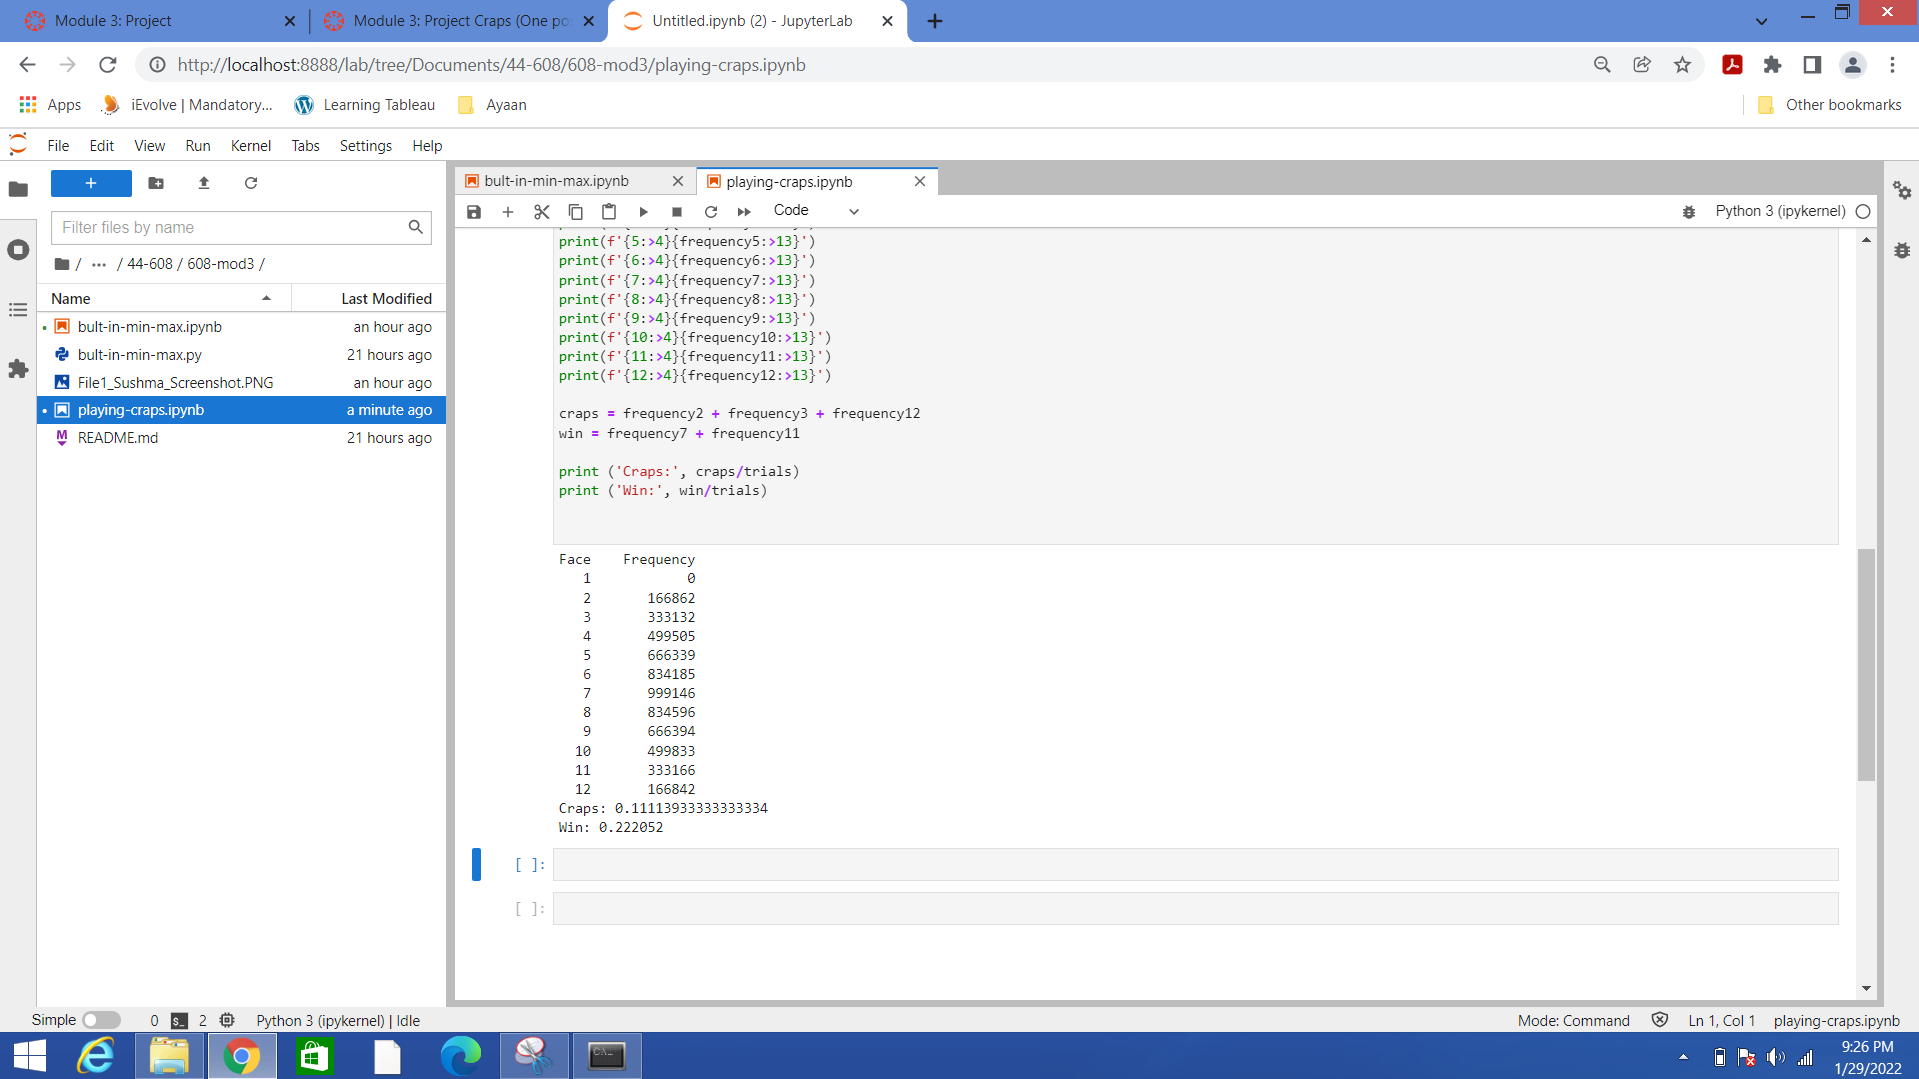 Module 3: Project
Module 3: Project Craps (One po
Untitled.ipynb (2) - JupyterLab
http://localhost:8888/lab/tree/Documents/44-608/608-mod3/playing-craps.ipynb
Apps
iEvolve | Mandatory...
Learning Tableau
Ayaan
Other bookmarks
File Edit View Run Kernel Tabs Settings Help
Filter files by name
/ ··· / 44-608 / 608-mod3 /
Name Last Modified
bult-in-min-max.ipynb an hour ago
bult-in-min-max.py 21 hours ago
File1_Sushma_Screenshot.PNG an hour ago
playing-craps.ipynb a minute ago
README.md 21 hours ago
bult-in-min-max.ipynb
playing-craps.ipynb
Code
Python 3 (ipykernel)
print(f'{5:>4}{frequency5:>13}')
print(f'{6:>4}{frequency6:>13}')
print(f'{7:>4}{frequency7:>13}')
print(f'{8:>4}{frequency8:>13}')
print(f'{9:>4}{frequency9:>13}')
print(f'{10:>4}{frequency10:>13}')
print(f'{11:>4}{frequency11:>13}')
print(f'{12:>4}{frequency12:>13}')
craps = frequency2 + frequency3 + frequency12
win = frequency7 + frequency11
print ('Craps:', craps/trials)
print ('Win:', win/trials)
Face Frequency
1 0
2 166862
3 333132
4 499505
5 666339
6 834185
7 999146
8 834596
9 666394
10 499833
11 333166
12 166842
Craps: 0.11113933333333334
Win: 0.222052
[ ]:
[ ]:
Simple 0 2 Python 3 (ipykernel) | Idle
Mode: Command Ln 1, Col 1 playing-craps.ipynb
9:26 PM
1/29/2022